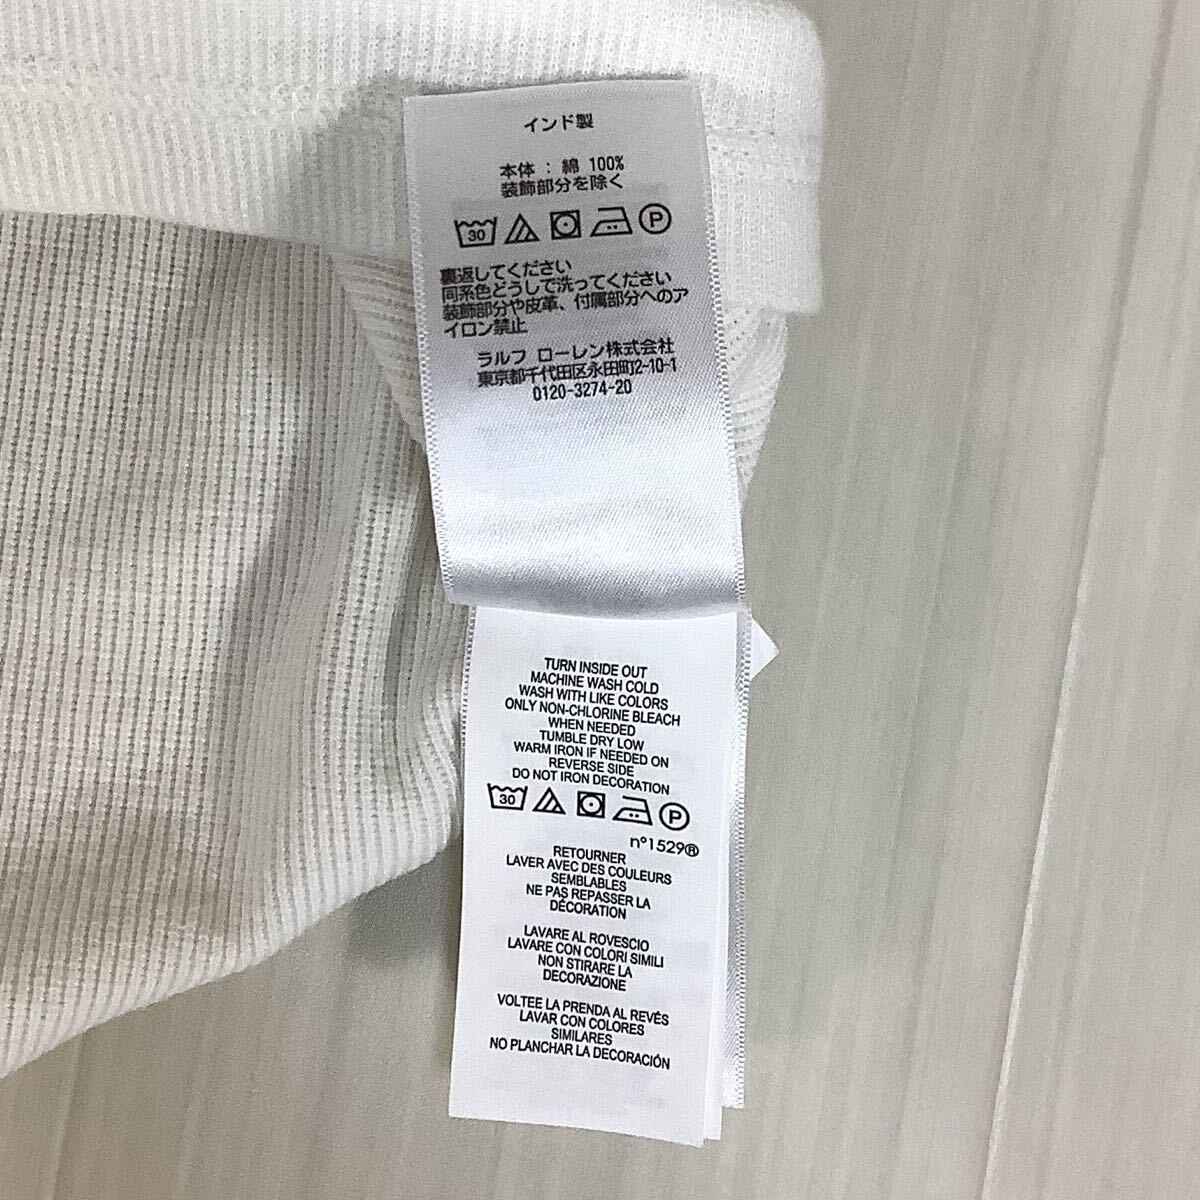 インド製
本体 : 綿 100%
装飾部分を除く
30 P
裏返してください
同系色どうしで洗ってください
装飾部分や皮革、付属部分へのア
イロン禁止
ラルフ ローレン株式会社
東京都千代田区永田町2-10-1
0120-3274-20
TURN INSIDE OUT
MACHINE WASH COLD
WASH WITH LIKE COLORS
ONLY NON-CHLORINE BLEACH
WHEN NEEDED
TUMBLE DRY LOW
WARM IRON IF NEEDED ON
REVERSE SIDE
DO NOT IRON DECORATION
30 P
n°1529®
RETOURNER
LAVER AVEC DES COULEURS
SEMBLABLES
NE PAS REPASSER LA
DÉCORATION
LAVARE AL ROVESCIO
LAVARE CON COLORI SIMILI
NON STIRARE LA
DECORAZIONE
VOLTEE LA PRENDA AL REVÉS
LAVAR CON COLORES
SIMILARES
NO PLANCHAR LA DECORACIÓN